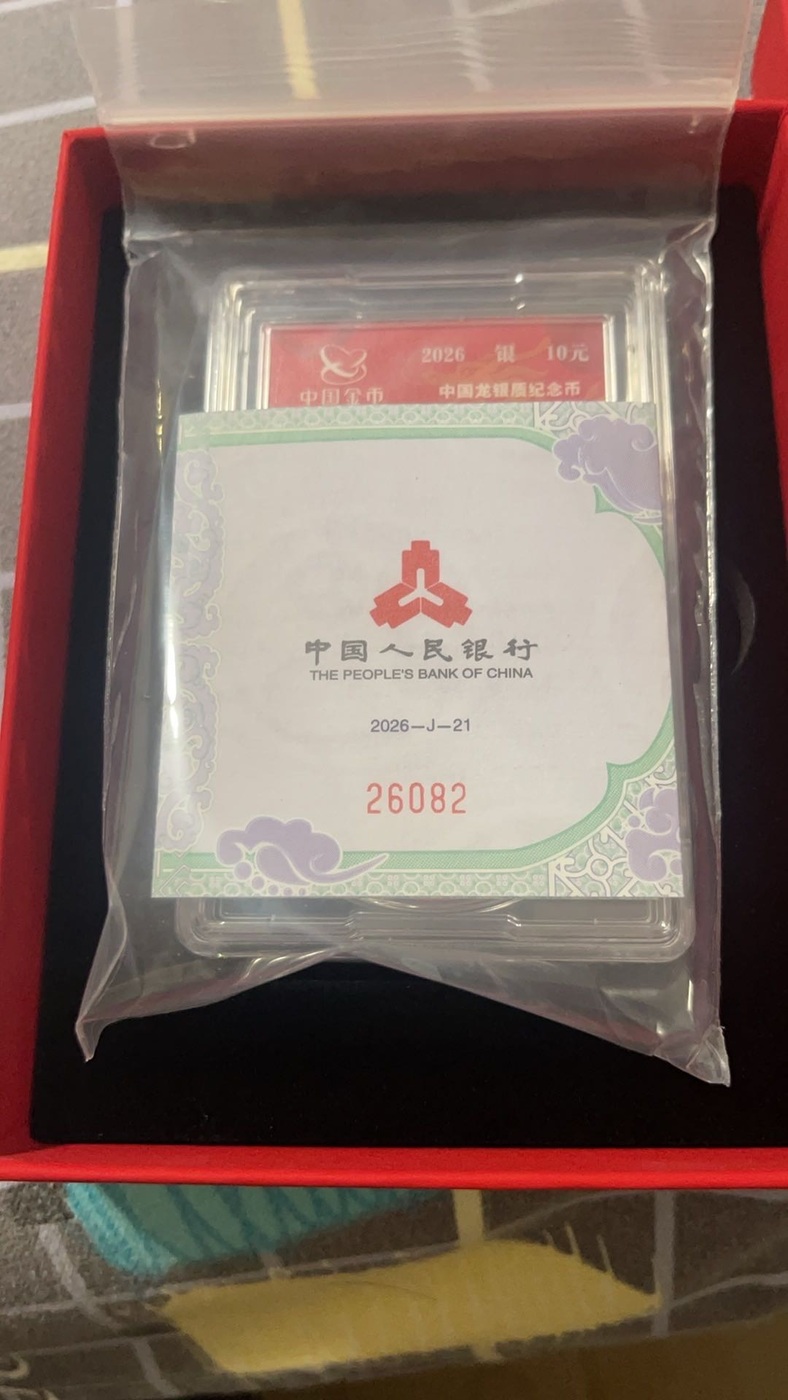 2026 银 10元
中国金币
中国龙银质纪念币
中国人民银行
THE PEOPLE'S BANK OF CHINA
2026—J—21
26082